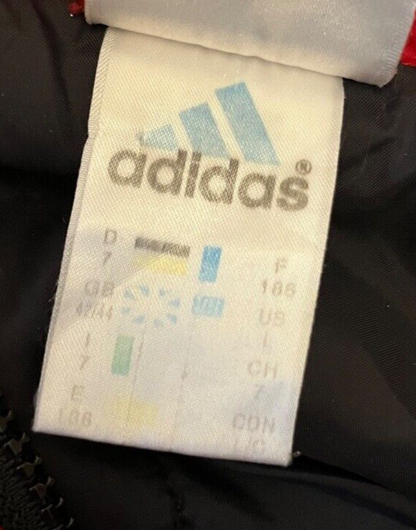 adidas®
D F
7 186
GB US
42/44 L
I CH
7 7
E CDN
186 L/G